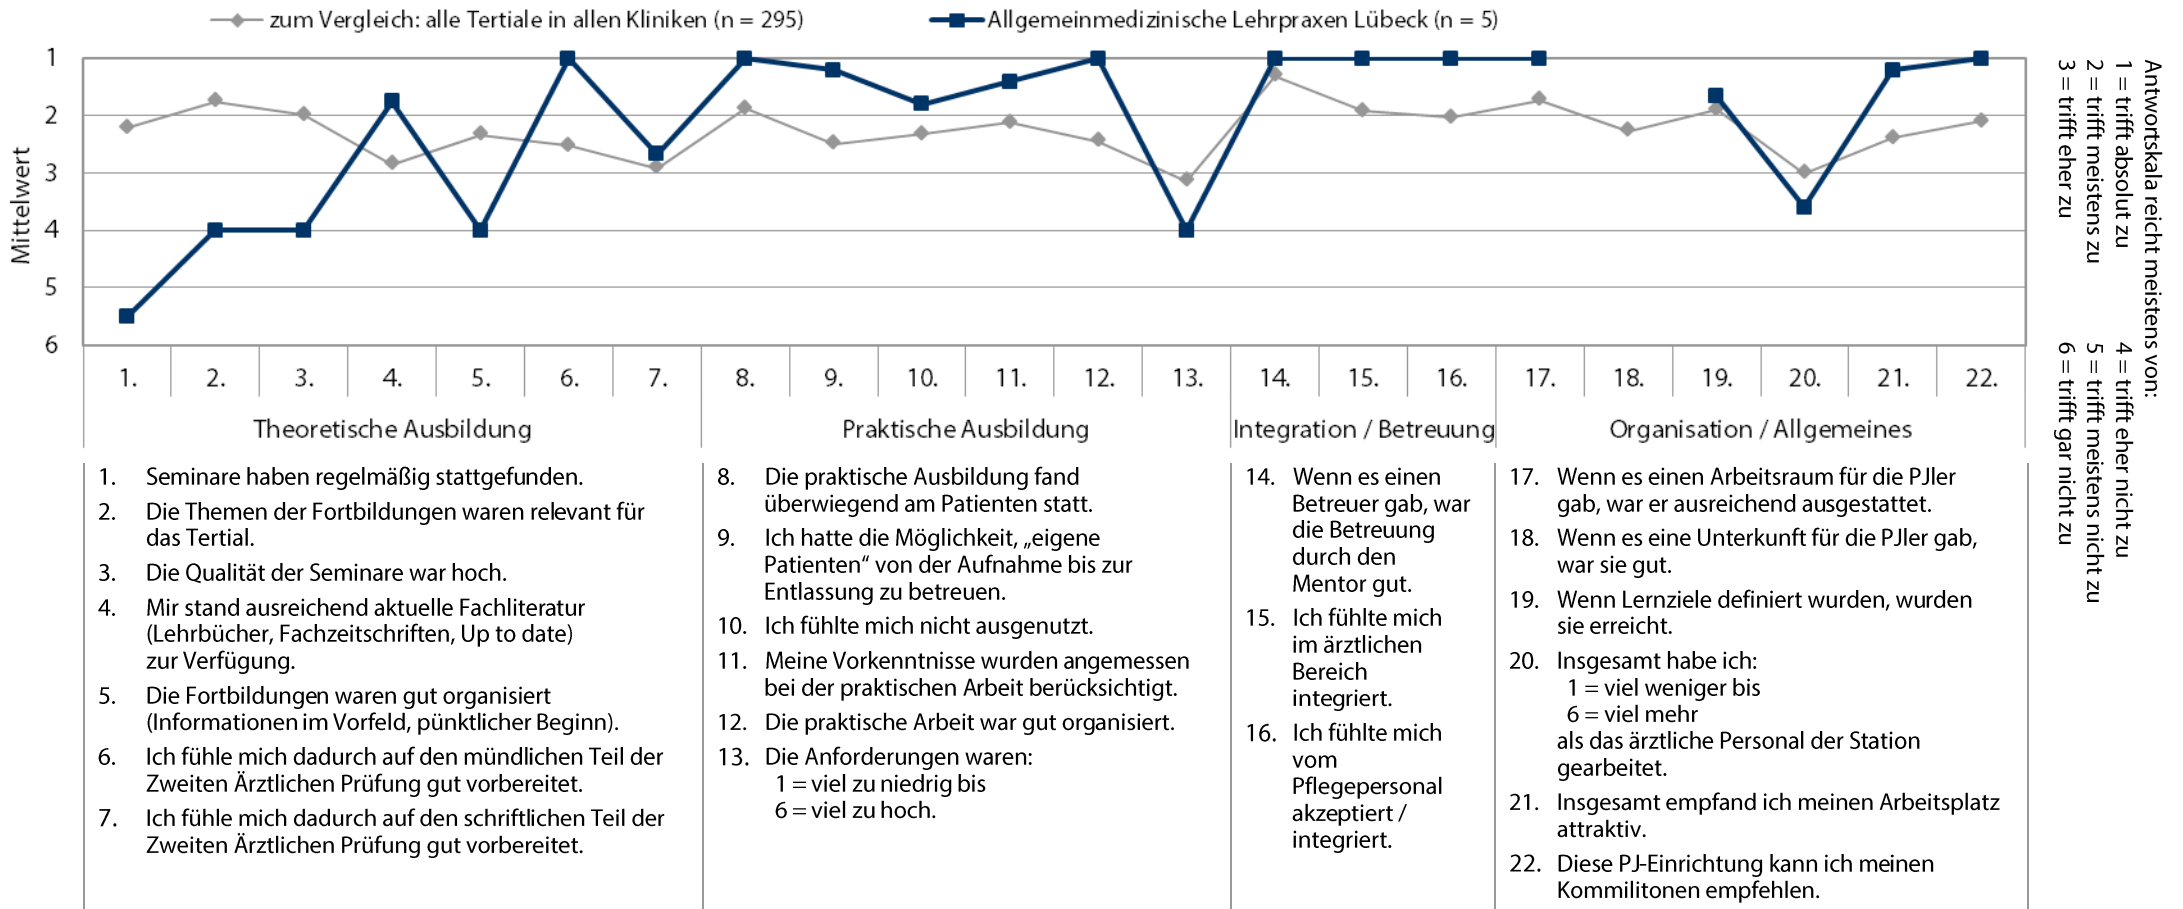 zum Vergleich: alle Tertiale in allen Kliniken (n = 295)
Allgemeinmedizinische Lehrpraxen Lübeck (n = 5)
Mittelwert
1
2
3
4
5
6
1. 2. 3. 4. 5. 6. 7. 8. 9. 10. 11. 12. 13. 14. 15. 16. 17. 18. 19. 20. 21. 22.
Theoretische Ausbildung
Praktische Ausbildung
Integration / Betreuung
Organisation / Allgemeines
Antwortskala reicht meistens von:
1 = trifft absolut zu
2 = trifft meistens zu
3 = trifft eher zu
4 = trifft eher nicht zu
5 = trifft meistens nicht zu
6 = trifft gar nicht zu
1. Seminare haben regelmäßig stattgefunden.
2. Die Themen der Fortbildungen waren relevant für
das Tertial.
3. Die Qualität der Seminare war hoch.
4. Mir stand ausreichend aktuelle Fachliteratur
(Lehrbücher, Fachzeitschriften, Up to date)
zur Verfügung.
5. Die Fortbildungen waren gut organisiert
(Informationen im Vorfeld, pünktlicher Beginn).
6. Ich fühle mich dadurch auf den mündlichen Teil der
Zweiten Ärztlichen Prüfung gut vorbereitet.
7. Ich fühle mich dadurch auf den schriftlichen Teil der
Zweiten Ärztlichen Prüfung gut vorbereitet.
8. Die praktische Ausbildung fand
überwiegend am Patienten statt.
9. Ich hatte die Möglichkeit, „eigene
Patienten“ von der Aufnahme bis zur
Entlassung zu betreuen.
10. Ich fühlte mich nicht ausgenutzt.
11. Meine Vorkenntnisse wurden angemessen
bei der praktischen Arbeit berücksichtigt.
12. Die praktische Arbeit war gut organisiert.
13. Die Anforderungen waren:
1 = viel zu niedrig bis
6 = viel zu hoch.
14. Wenn es einen
Betreuer gab, war
die Betreuung
durch den
Mentor gut.
15. Ich fühlte mich
im ärztlichen
Bereich
integriert.
16. Ich fühlte mich
vom
Pflegepersonal
akzeptiert /
integriert.
17. Wenn es einen Arbeitsraum für die PJler
gab, war er ausreichend ausgestattet.
18. Wenn es eine Unterkunft für die PJler gab,
war sie gut.
19. Wenn Lernziele definiert wurden, wurden
sie erreicht.
20. Insgesamt habe ich:
1 = viel weniger bis
6 = viel mehr
als das ärztliche Personal der Station
gearbeitet.
21. Insgesamt empfand ich meinen Arbeitsplatz
attraktiv.
22. Diese PJ-Einrichtung kann ich meinen
Kommilitonen empfehlen.